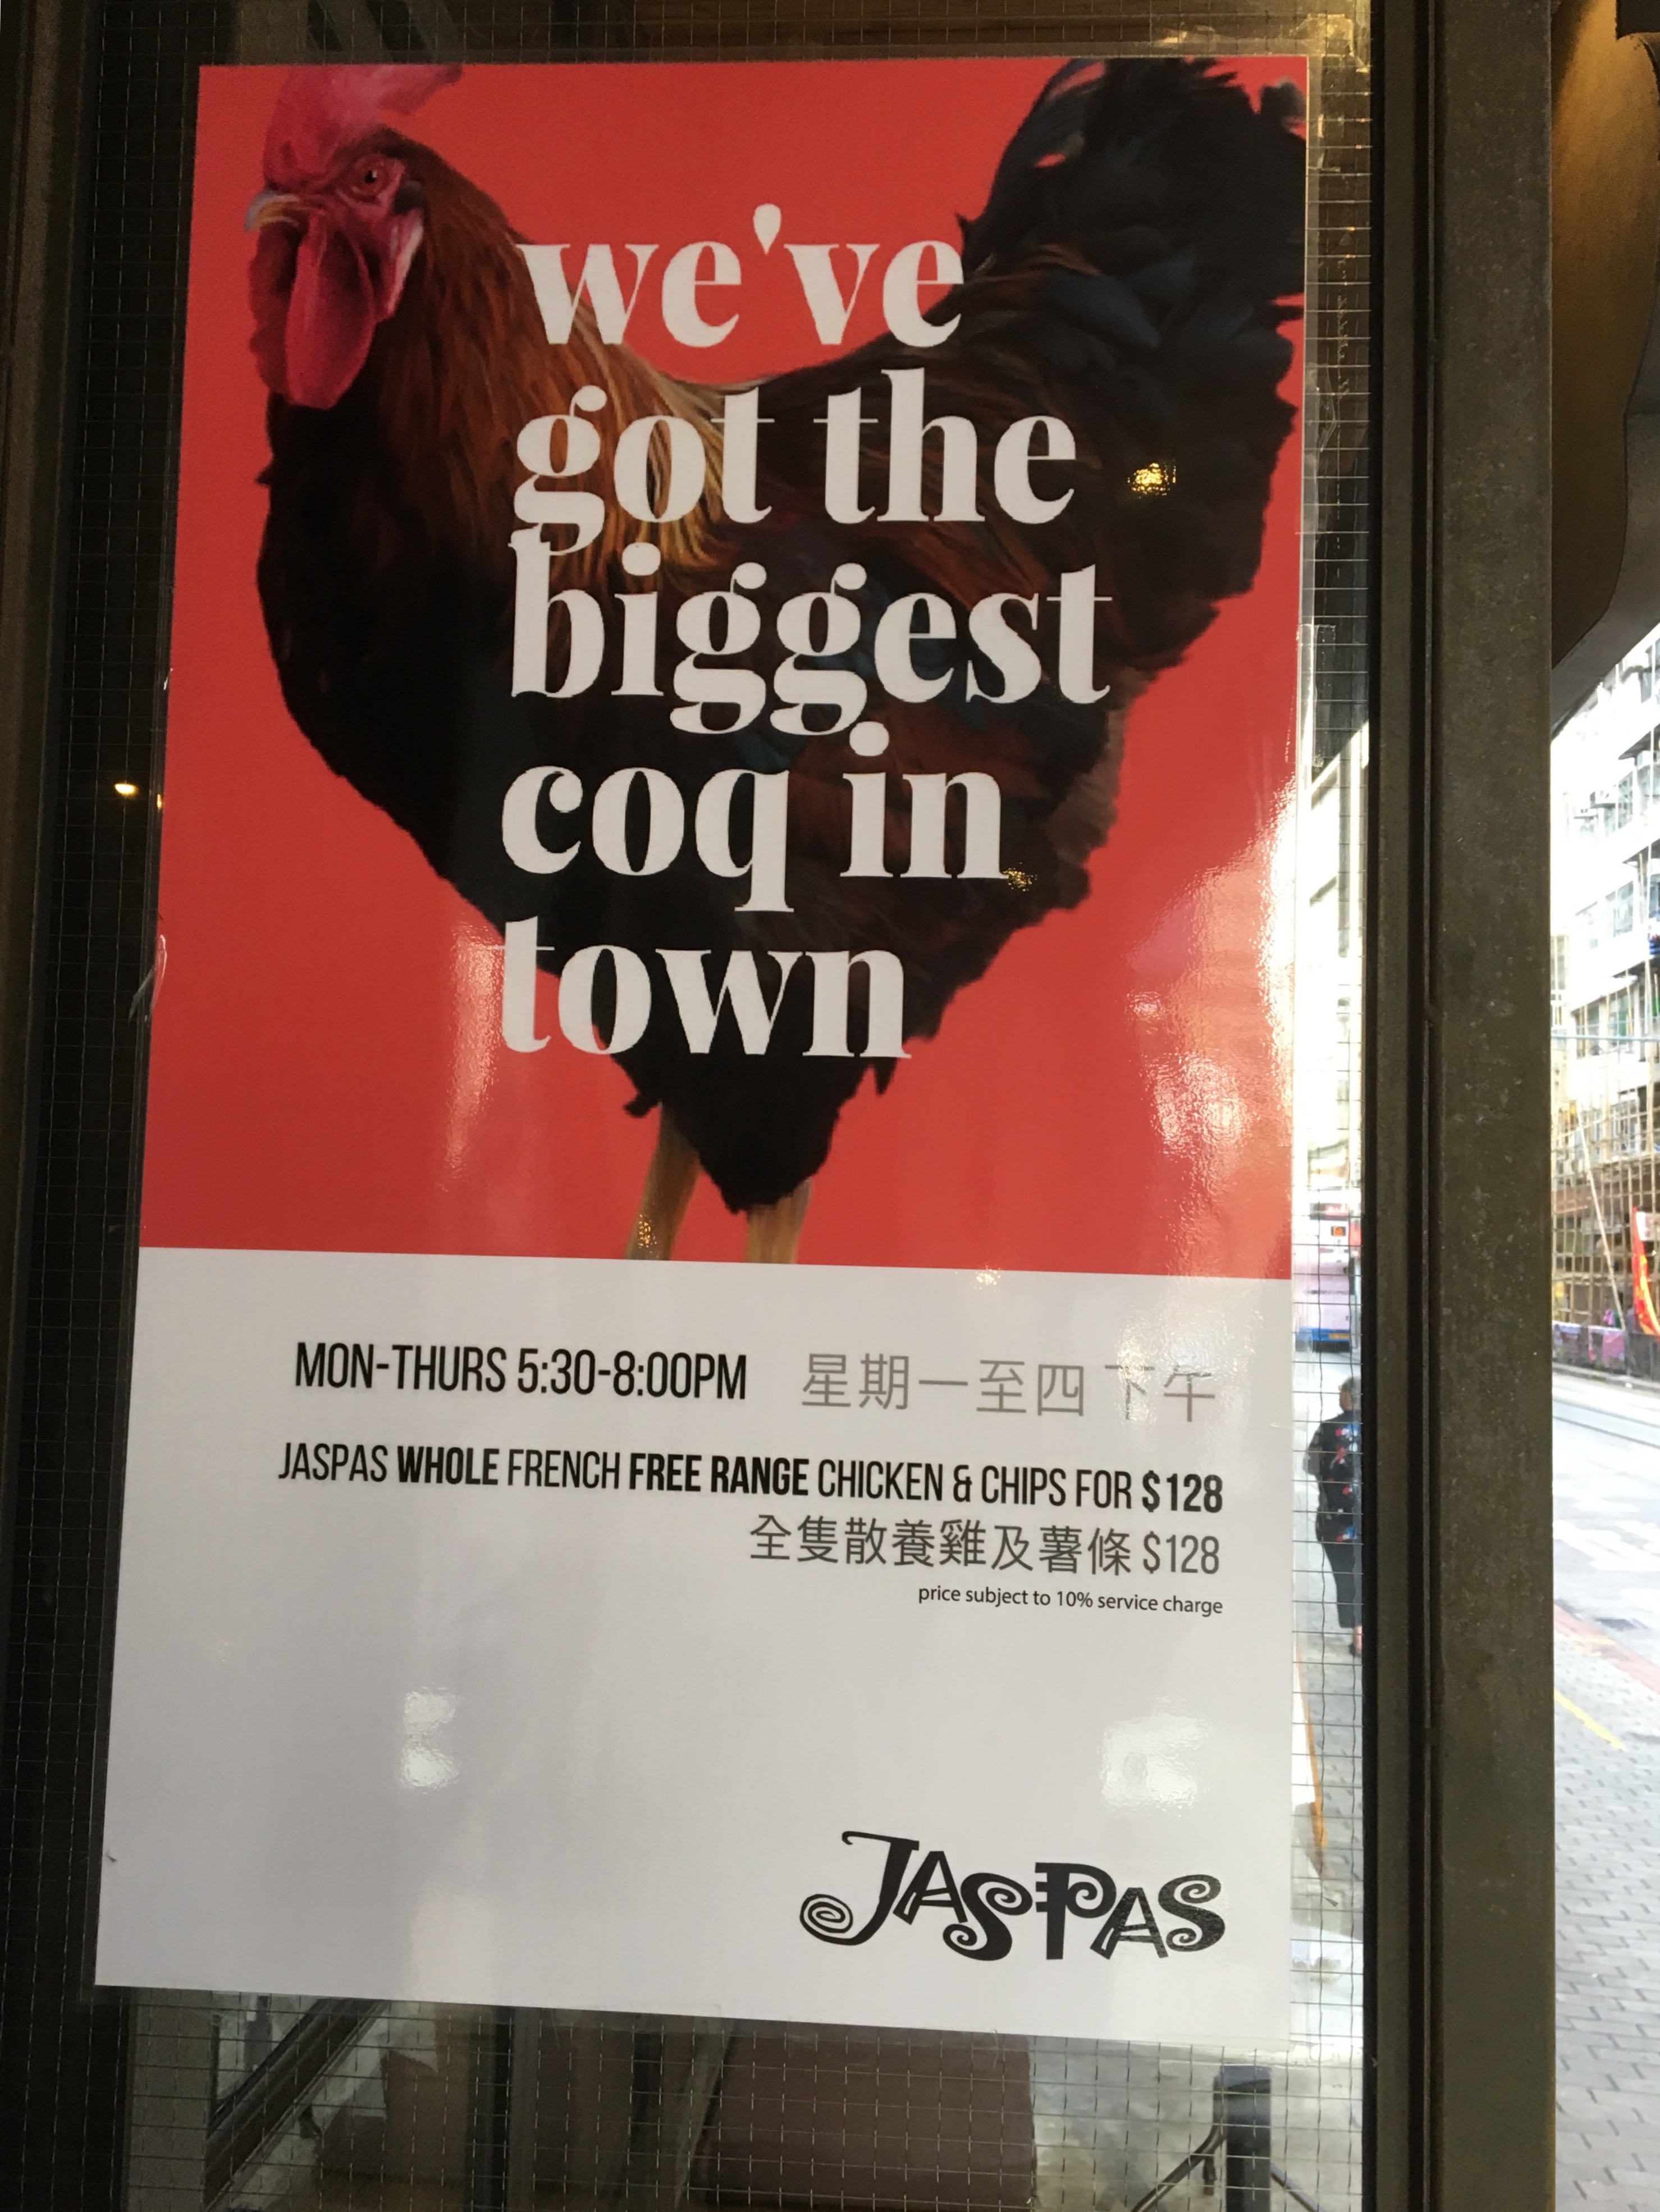 we've
got the
biggest
coq in
town
MON-THURS 5:30-8:00PM 星期一至四 下午
JASPAS WHOLE FRENCH FREE RANGE CHICKEN & CHIPS FOR $128
全隻散養雞及薯條 $128
price subject to 10% service charge
JASPAS